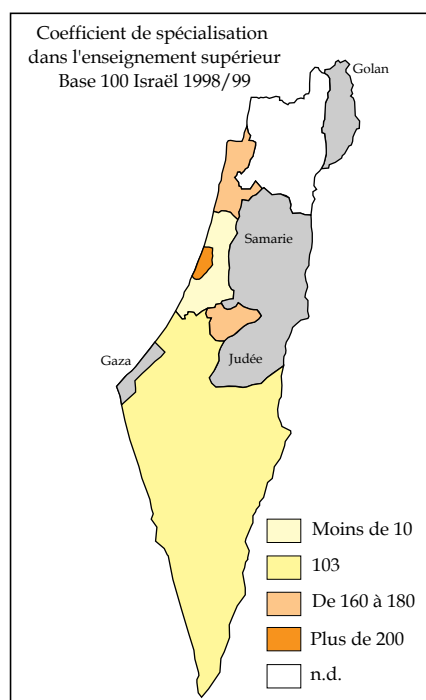 Coefficient de spécialisation
dans l'enseignement supérieur
Base 100 Israël 1998/99
Golan
Samarie
Gaza
Judée
Moins de 10
103
De 160 à 180
Plus de 200
n.d.